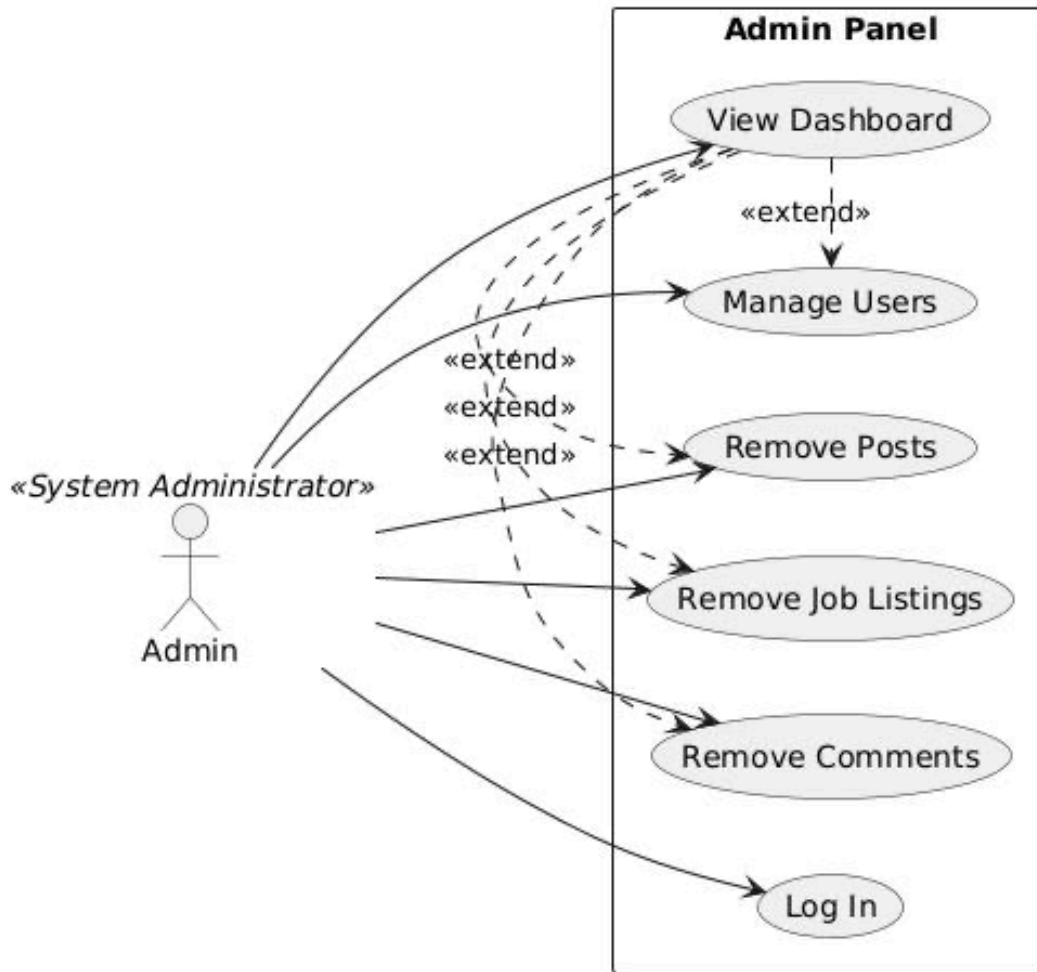 Admin Panel
View Dashboard
«extend»
Manage Users
«extend»
«extend»
Remove Posts
«extend»
«System Administrator»
Remove Job Listings
Admin
Remove Comments
Log In